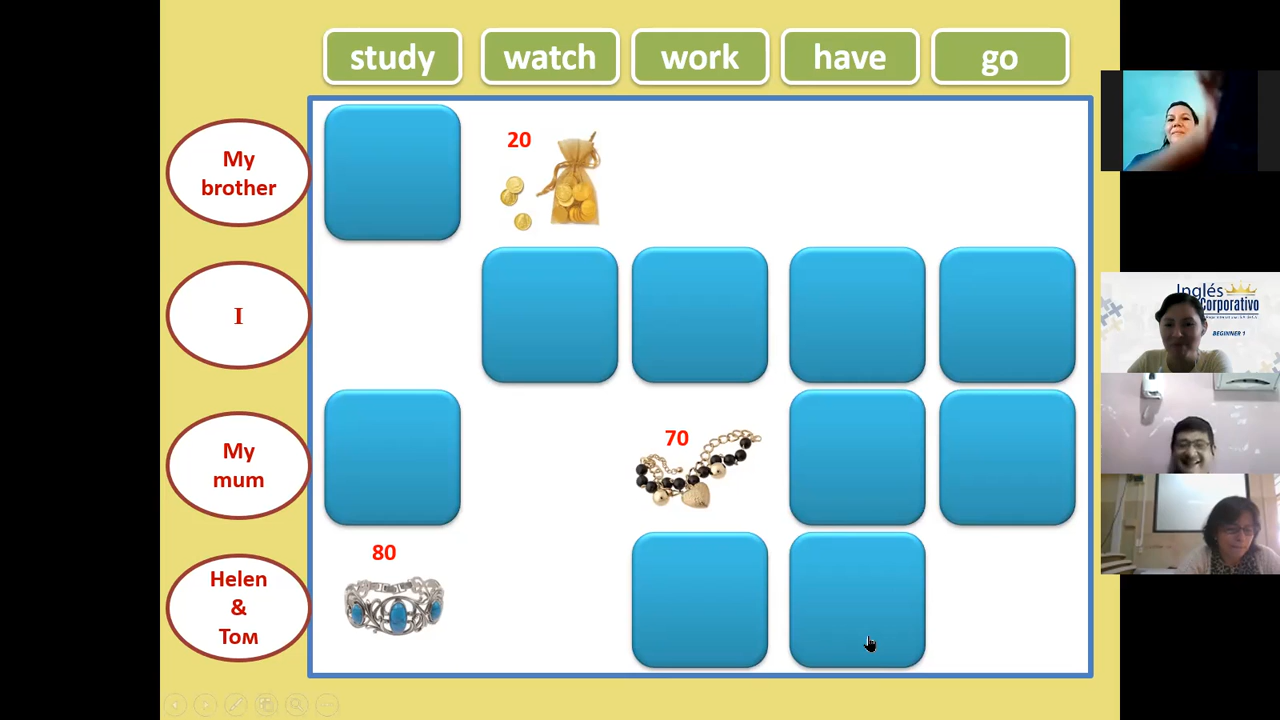 study
watch
work
have
go
My
brother
20
I
My
mum
70
Helen
&
Tom
80
Inglés
Corporativo
BEGINNER 1